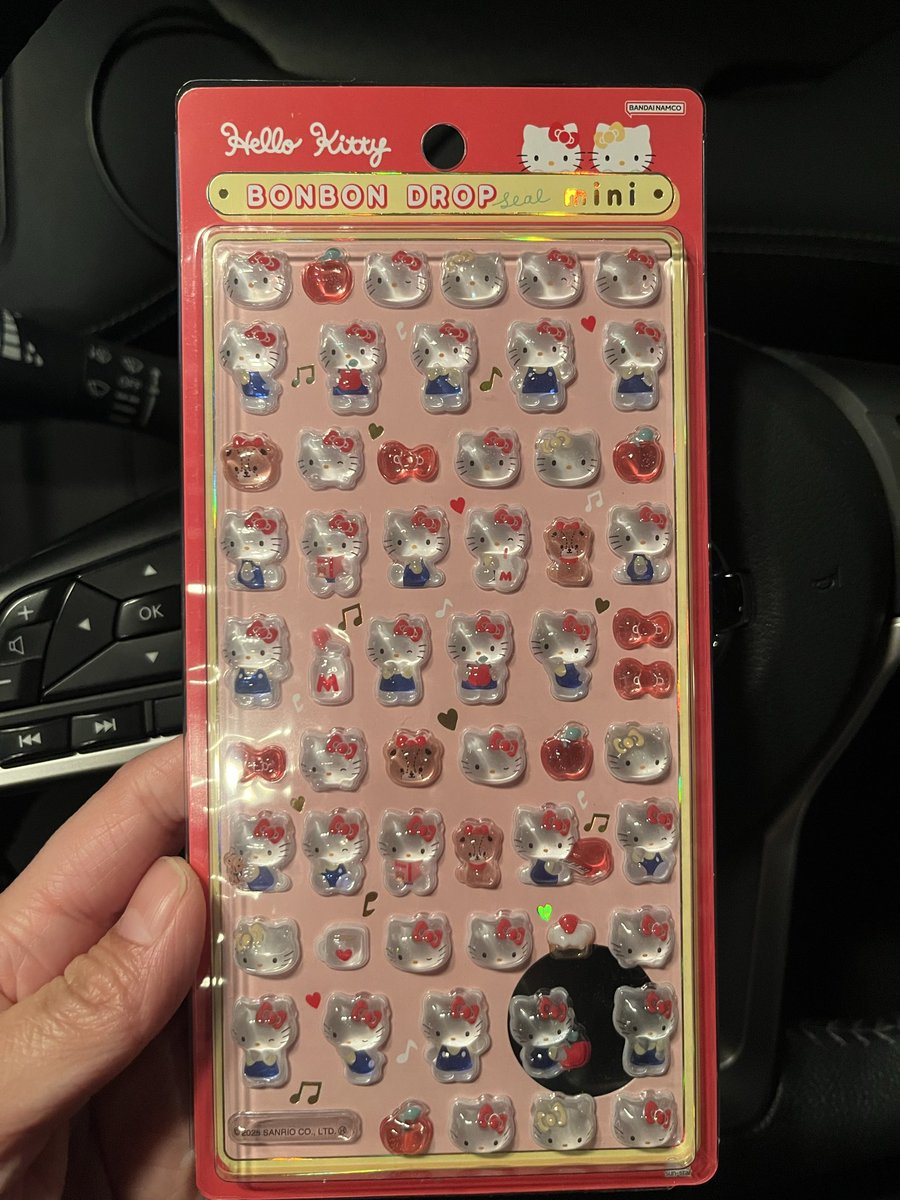 BANDAI NAMCO
Hello Kitty
BONBON DROP seal mini
M
M
©2025 SANRIO CO., LTD. Ⓡ
OK